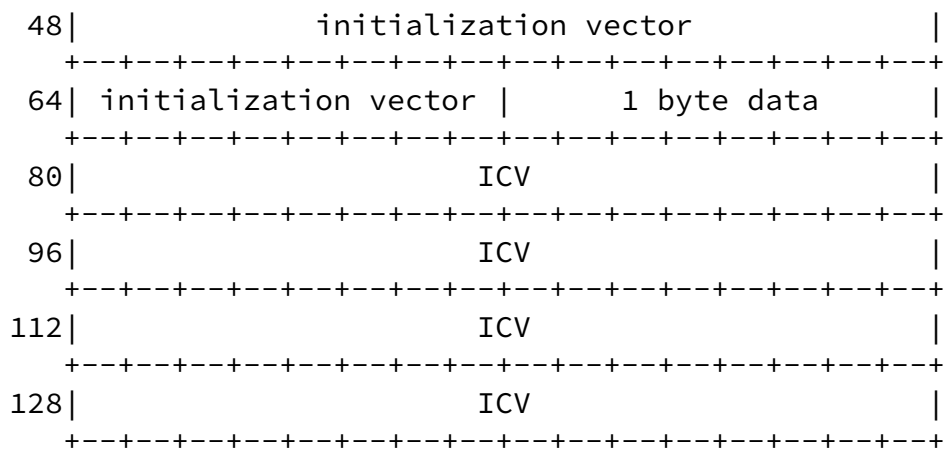 48|             initialization vector             |
  +--+--+--+--+--+--+--+--+--+--+--+--+--+--+--+--+
64| initialization vector |      1 byte data      |
  +--+--+--+--+--+--+--+--+--+--+--+--+--+--+--+--+
80|                      ICV                      |
  +--+--+--+--+--+--+--+--+--+--+--+--+--+--+--+--+
96|                      ICV                      |
  +--+--+--+--+--+--+--+--+--+--+--+--+--+--+--+--+
112|                      ICV                      |
  +--+--+--+--+--+--+--+--+--+--+--+--+--+--+--+--+
128|                      ICV                      |
  +--+--+--+--+--+--+--+--+--+--+--+--+--+--+--+--+